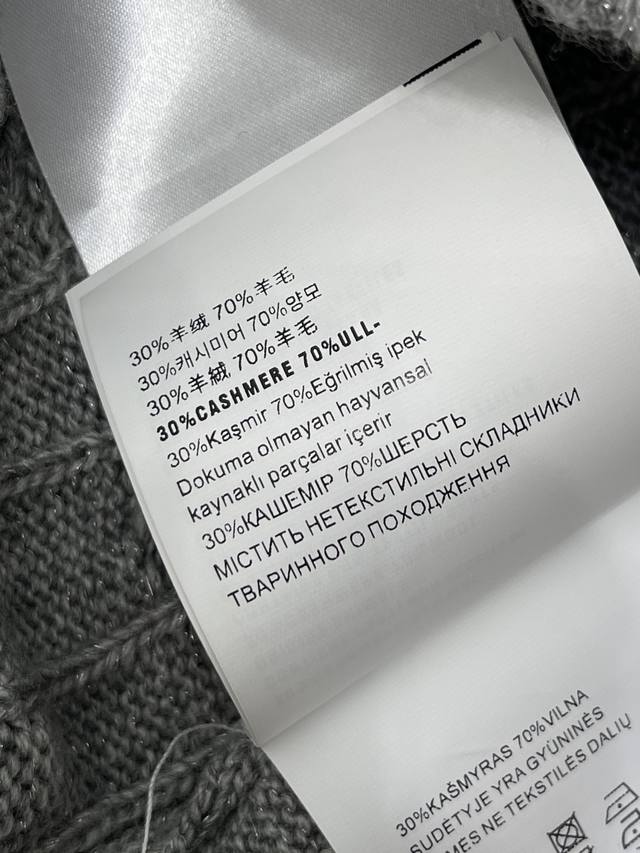 30%羊绒 70%羊毛
30%캐시미어 70%양모
30%羊絨 70%羊毛
30%CASHMERE 70%ULL-
30%Kaşmir 70%Eğrilmiş ipek
Dokuma olmayan hayvansal
kaynaklı parçalar içerir
30%КАШЕМІР 70%ШЕРСТЬ
МІСТИТЬ НЕТЕКСТИЛЬНІ СКЛАДНИКИ
ТВАРИННОГО ПОХОДЖЕННЯ
30%KAŠMYRAS 70%VILNA
SUDĖTYJE YRA GYŪNINĖS
MES NE TEKSTILĖS DALIŲ